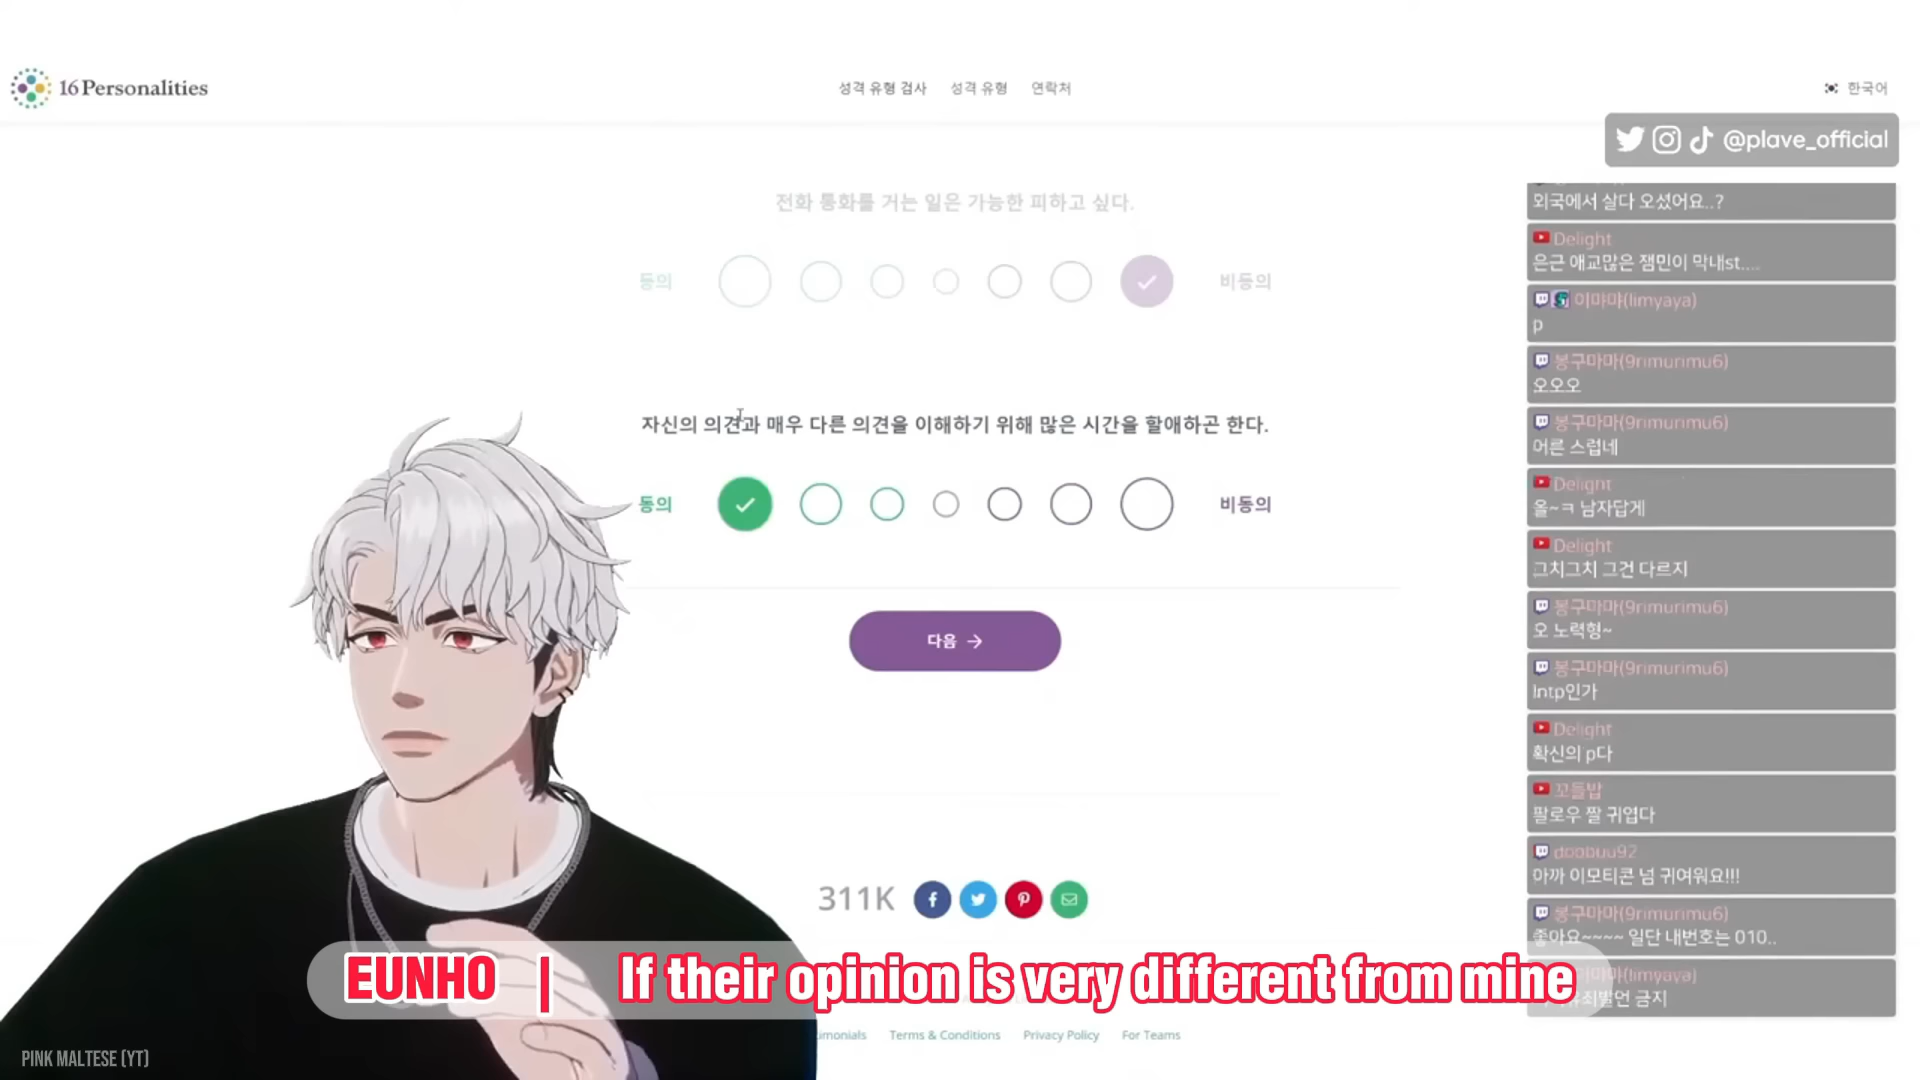 16Personalities
성격 유형 검사 성격 유형 연락처
한국어
@plave_official
전화 통화를 거는 일은 가능한 피하고 싶다.
동의 비동의
자신의 의견과 매우 다른 의견을 이해하기 위해 많은 시간을 할애하곤 한다.
동의 비동의
다음 →
외국에서 살다 오셨어요..?
Delight
은근 애교많은 잼민이 막내st....
이먀먀(limyaya)
p
봉구마마(9rimurimu6)
오오오
봉구마마(9rimurimu6)
어른 스럽네
Delight
올~ㅋ 남자답게
Delight
그치그치 그건 다르지
봉구마마(9rimurimu6)
오 노력형~
봉구마마(9rimurimu6)
Intp인가
Delight
확신의 p다
꼬들밥
팔로우 짤 귀엽다
doobuu92
아까 이모티콘 넘 귀여워요!!!
봉구마마(9rimurimu6)
좋아요~~~~ 일단 내번호는 010..
(limyaya)
금지
311K
EUNHO | If their opinion is very different from mine
Terms & Conditions Privacy Policy For Teams
PINK MALTESE (YT)